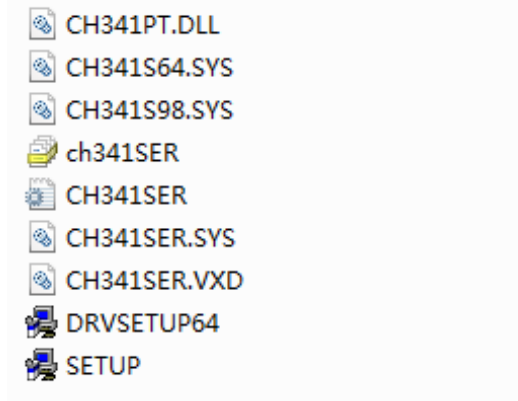 CH341PT.DLL
CH341S64.SYS
CH341S98.SYS
ch341SER
CH341SER
CH341SER.SYS
CH341SER.VXD
DRVSETUP64
SETUP